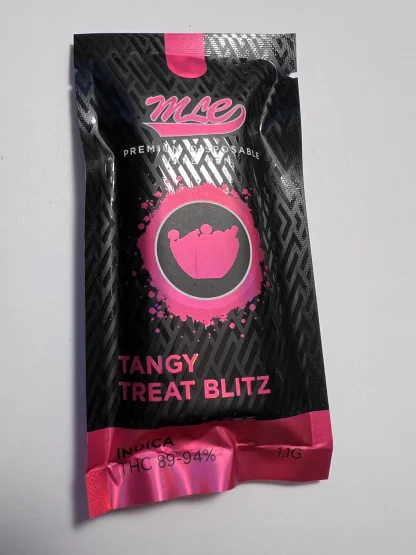 MLE
PREMIUM DISPOSABLE
TANGY
TREAT BLITZ
INDICA
THC 89-94%
1.1G